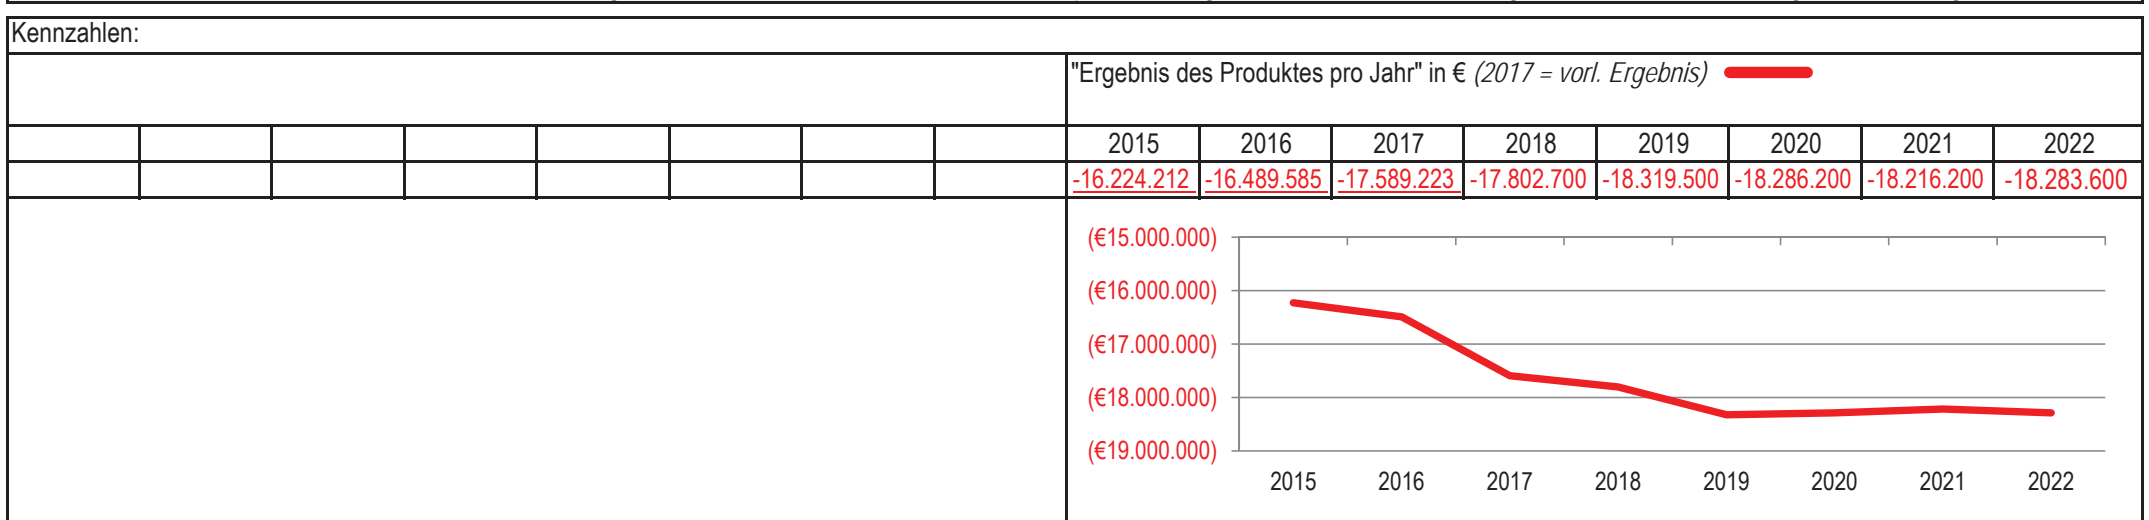 Kennzahlen:
"Ergebnis des Produktes pro Jahr" in € (2017 = vorl. Ergebnis)
2015 2016 2017 2018 2019 2020 2021 2022
-16.224.212 -16.489.585 -17.589.223 -17.802.700 -18.319.500 -18.286.200 -18.216.200 -18.283.600
(€15.000.000)
(€16.000.000)
(€17.000.000)
(€18.000.000)
(€19.000.000)
2015 2016 2017 2018 2019 2020 2021 2022